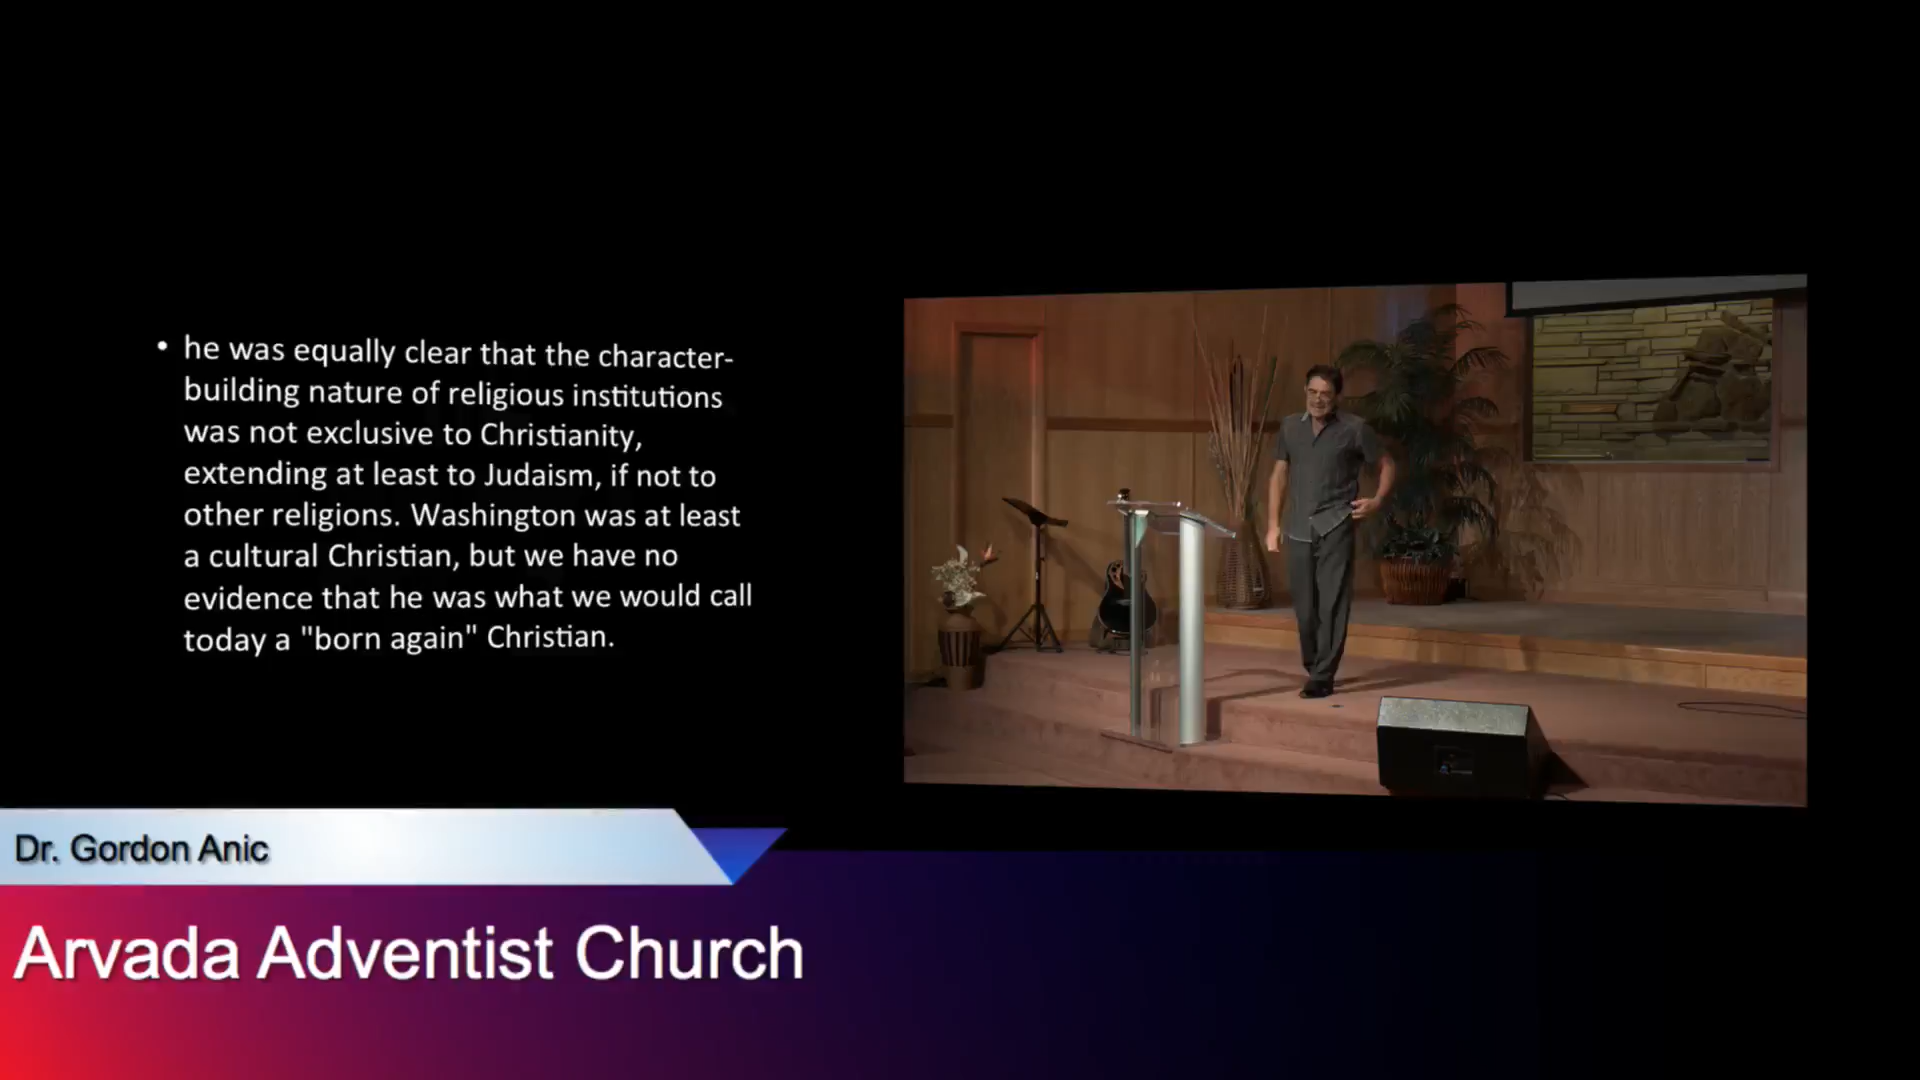 • he was equally clear that the character-
building nature of religious institutions
was not exclusive to Christianity,
extending at least to Judaism, if not to
other religions. Washington was at least
a cultural Christian, but we have no
evidence that he was what we would call
today a "born again" Christian.
Dr. Gordon Anic
Arvada Adventist Church